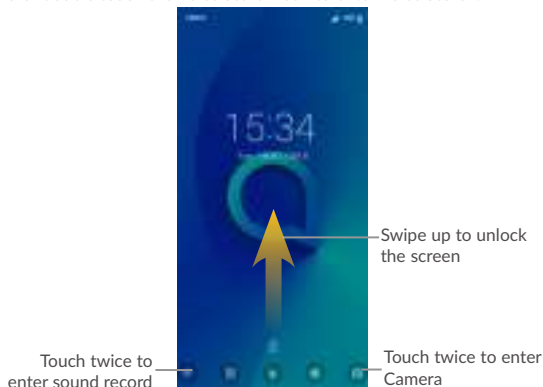 15:34
Swipe up to unlock
the screen
Touch twice to
enter sound record
Touch twice to enter
Camera